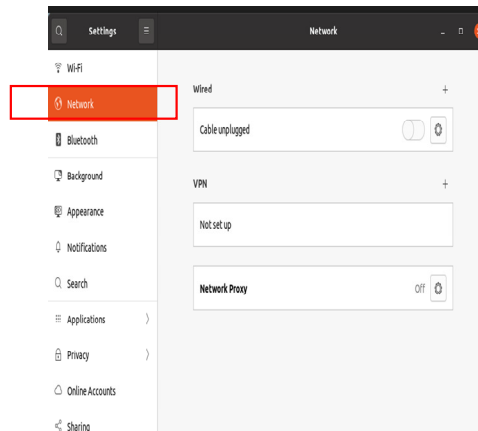 Settings
Network
Wi-Fi
Network
Bluetooth
Background
Appearance
Notifications
Search
Applications
Privacy
Online Accounts
Sharing
Wired
Cable unplugged
VPN
Not set up
Network Proxy
Off